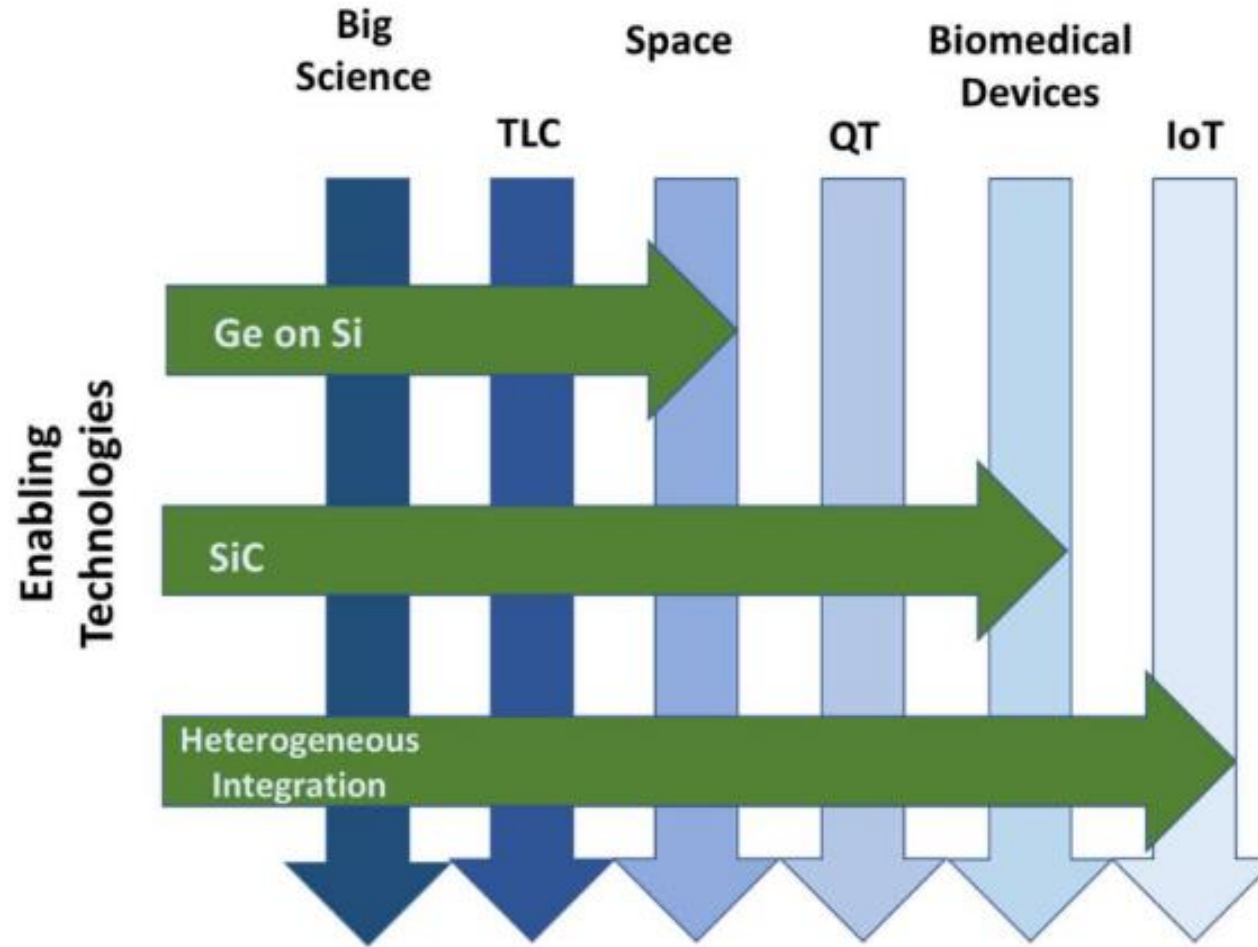 Big
Science
TLC
Space
QT
Biomedical
Devices
IoT
Enabling
Technologies
Ge on Si
SiC
Heterogeneous
Integration